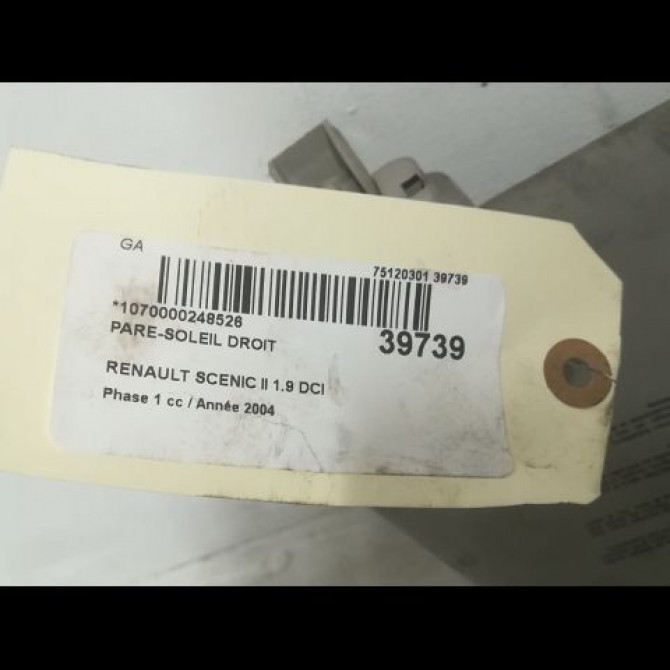 GA
75120301 39739
*1070000248526
39739
PARE-SOLEIL DROIT
RENAULT SCENIC II 1.9 DCI
Phase 1 cc / Année 2004